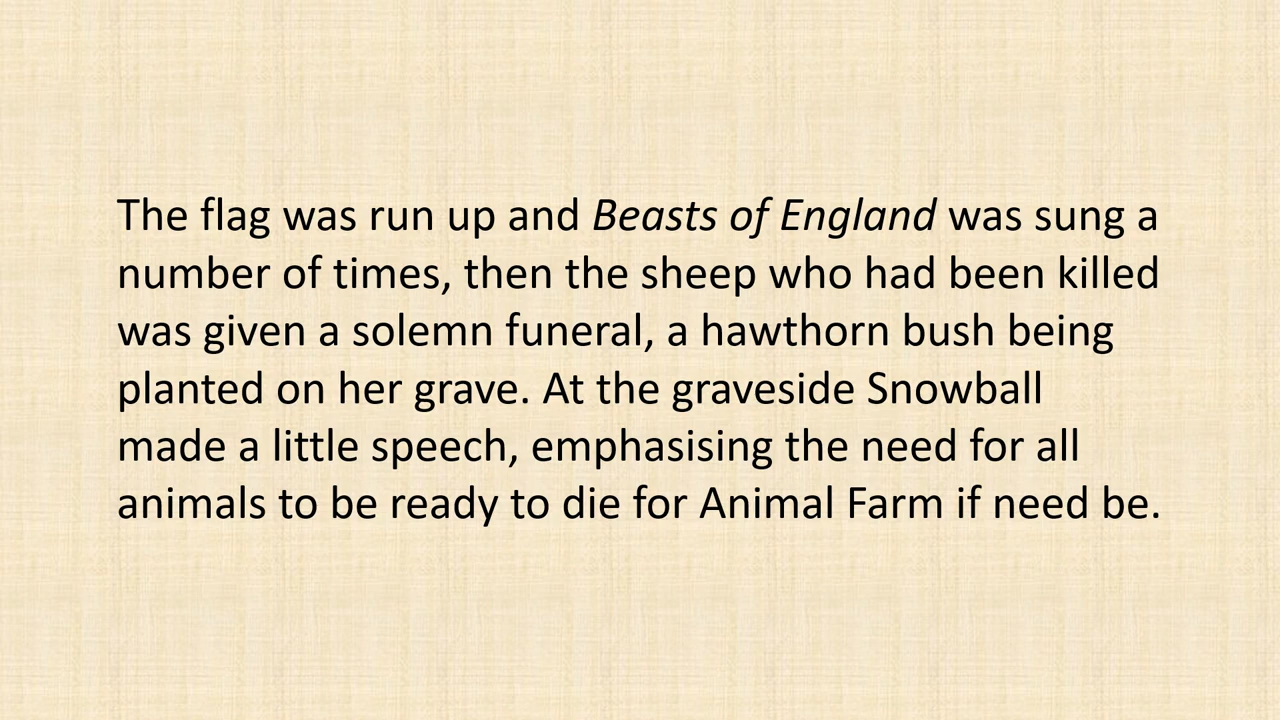 The flag was run up and Beasts of England was sung a
number of times, then the sheep who had been killed
was given a solemn funeral, a hawthorn bush being
planted on her grave. At the graveside Snowball
made a little speech, emphasising the need for all
animals to be ready to die for Animal Farm if need be.